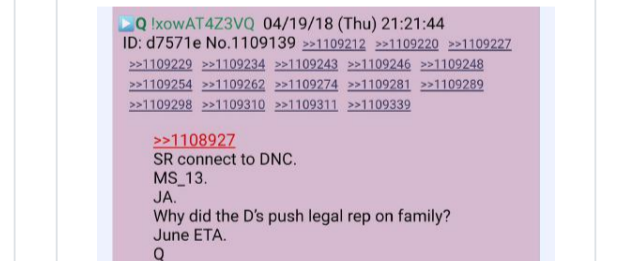 Q !xowAT4Z3VQ 04/19/18 (Thu) 21:21:44
ID: d7571e No.1109139 >>1109212 >>1109220 >>1109227
>>1109229 >>1109234 >>1109243 >>1109246 >>1109248
>>1109254 >>1109262 >>1109274 >>1109281 >>1109289
>>1109298 >>1109310 >>1109311 >>1109339
>>1108927
SR connect to DNC.
MS_13.
JA.
Why did the D's push legal rep on family?
June ETA.
Q